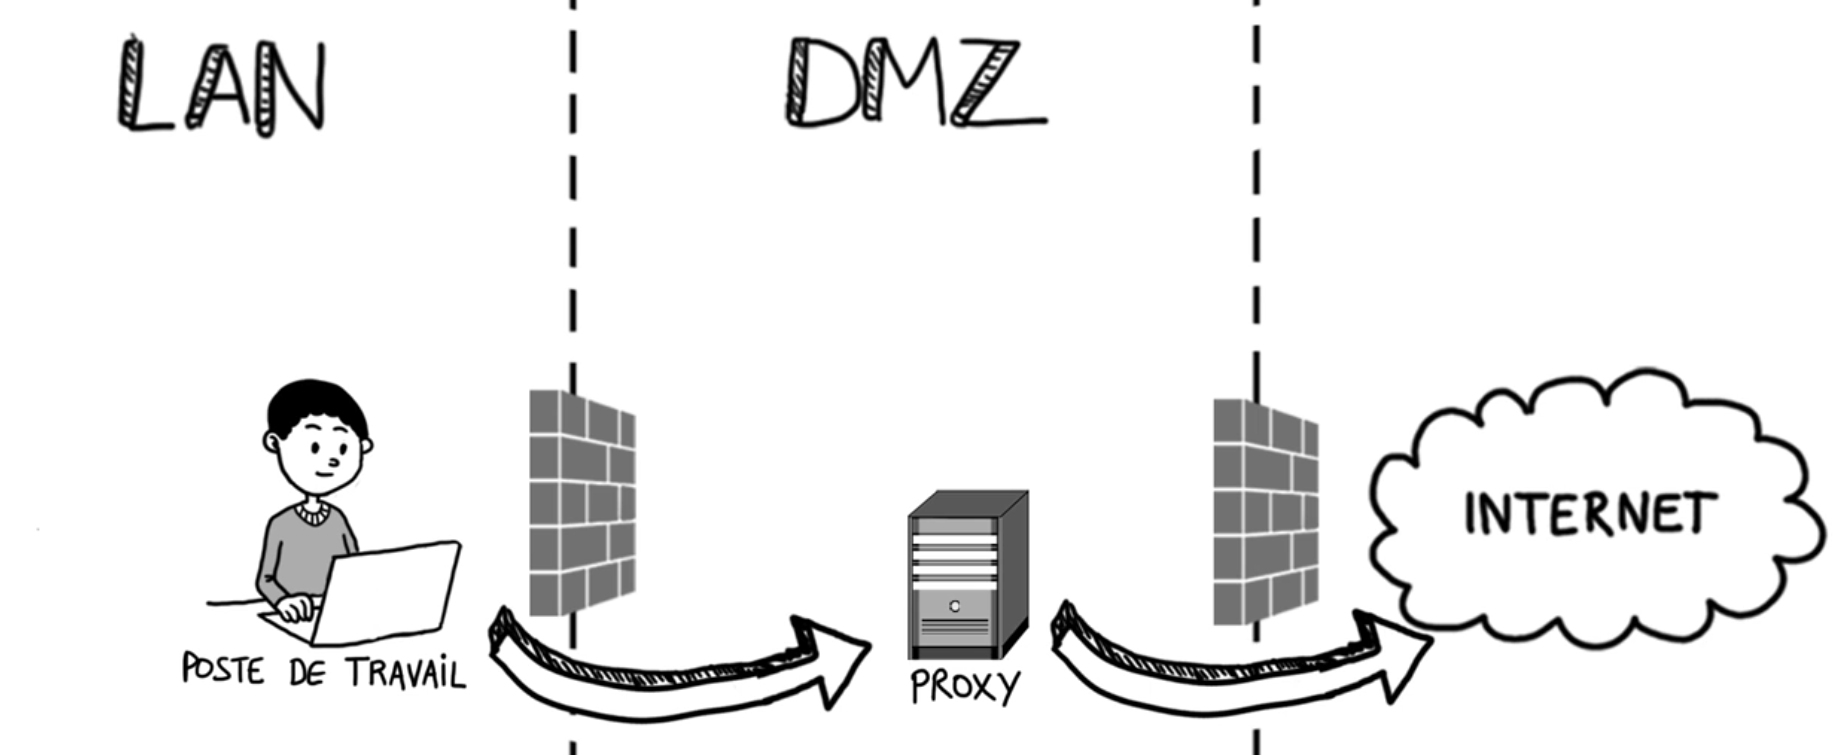 LAN
DMZ
INTERNET
POSTE DE TRAVAiL
PROXY